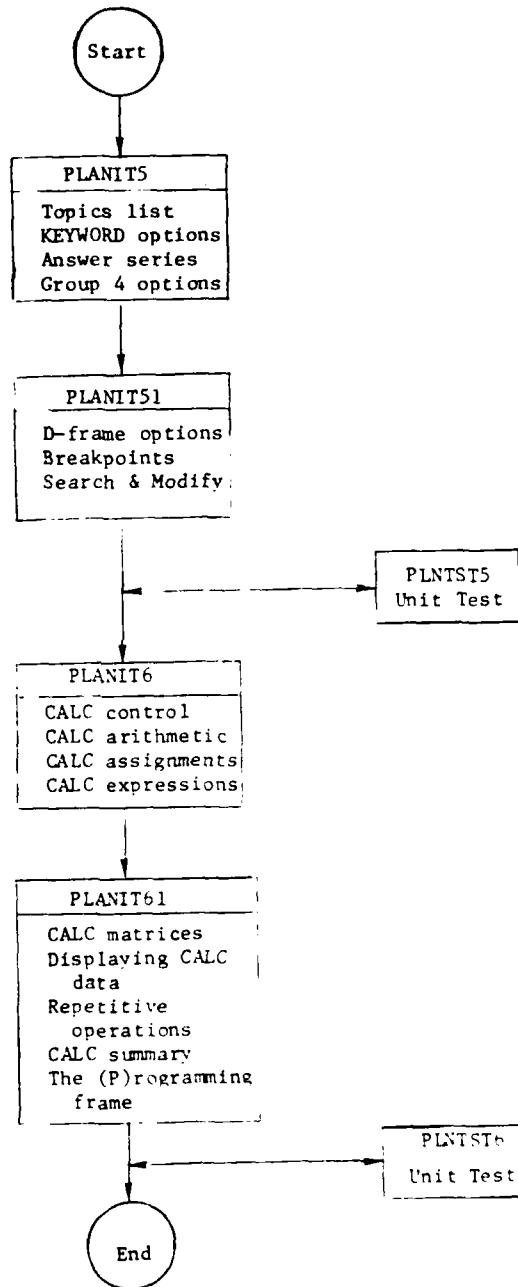 Start
PLANIT5
Topics list
KEYWORD options
Answer series
Group 4 options
PLANIT51
D-frame options
Breakpoints
Search & Modify
PLNTST5
Unit Test
PLANIT6
CALC control
CALC arithmetic
CALC assignments
CALC expressions
PLANIT61
CALC matrices
Displaying CALC
data
Repetitive
operations
CALC summary
The (P)rogramming
frame
PLNTST6
Unit Test
End